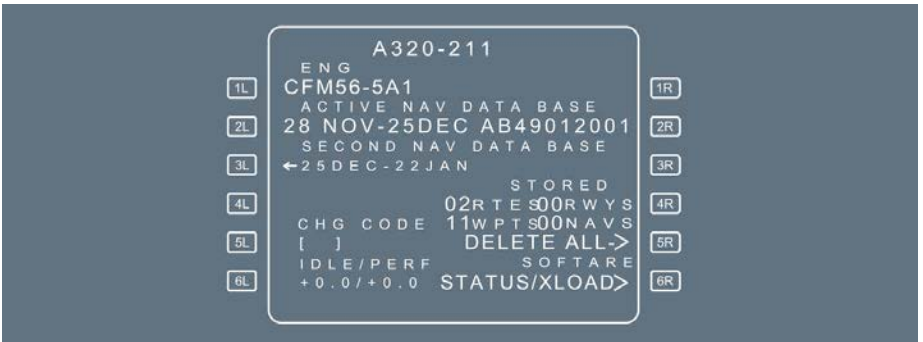 A320-211
ENG
1L CFM56-5A1 1R
ACTIVE NAV DATA BASE
2L 28 NOV-25DEC AB49012001 2R
SECOND NAV DATA BASE
3L ←25DEC-22JAN 3R
STORED
4L 02RTES00RWYS 4R
CHG CODE 11WPTS00NAVS
5L [ ] DELETE ALL-> 5R
IDLE/PERF SOFTARE
6L +0.0/+0.0 STATUS/XLOAD> 6R